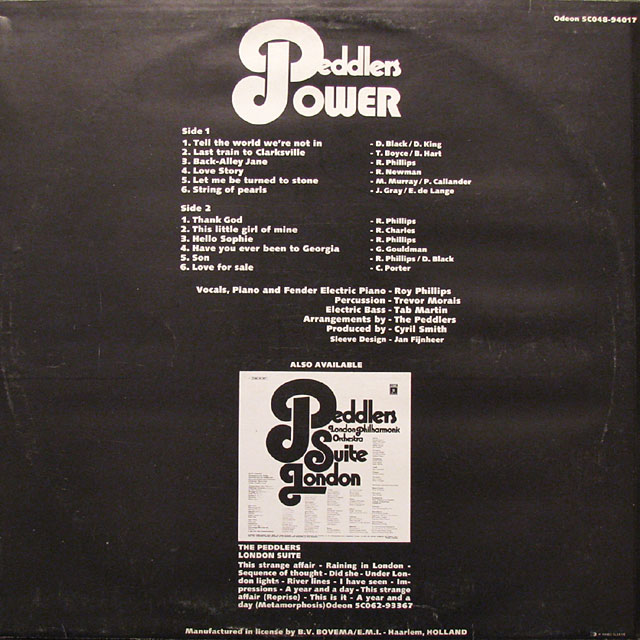 Odeon 5C048-94017
Peddlers
POWER
Side 1
1. Tell the world we're not in - D. Black/D. King
2. Last train to Clarksville - T. Boyce/B. Hart
3. Back-Alley Jane - R. Phillips
4. Love Story - R. Newman
5. Let me be turned to stone - M. Murray/P. Callander
6. String of pearls - J. Gray/E. de Lange
Side 2
1. Thank God - R. Phillips
2. This little girl of mine - R. Charles
3. Hello Sophie - R. Phillips
4. Have you ever been to Georgia - G. Gouldman
5. Son - R. Phillips/D. Black
6. Love for sale - C. Porter
Vocals, Piano and Fender Electric Piano - Roy Phillips
Percussion - Trevor Morais
Electric Bass - Tab Martin
Arrangements by - The Peddlers
Produced by - Cyril Smith
Sleeve Design - Jan Fijnheer
ALSO AVAILABLE
Peddlers
London Philharmonic
Orchestra
Suite
London
THE PEDDLERS
LONDON SUITE
This strange affair - Raining in London -
Sequence of thought - Did she - Under Lon-
don lights - River lines - I have seen - Im-
pressions - A year and a day - This strange
affair (Reprise) - This is it - A year and a
day (Metamorphosis) Odeon 5C062-93367
Manufactured in license by B.V. BOVEMA/E.M.I. - Haarlem, HOLLAND